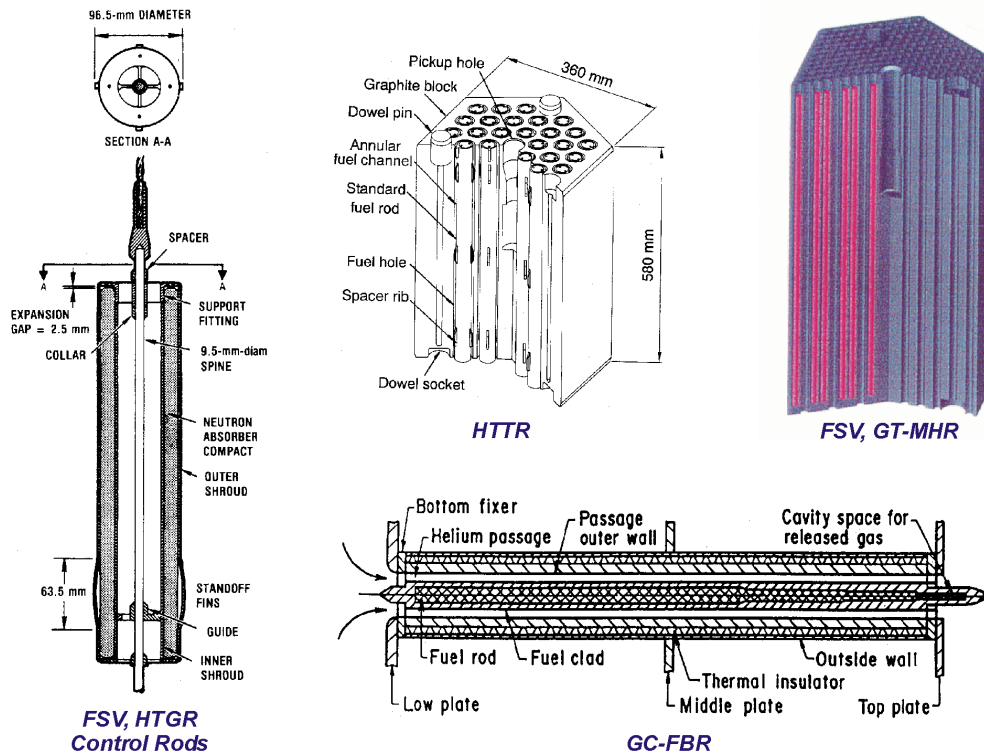 96.5-mm DIAMETER
SECTION A-A
SPACER
A
A
EXPANSION
GAP = 2.5 mm
COLLAR
SUPPORT
FITTING
9.5-mm-diam
SPINE
NEUTRON
ABSORBER
COMPACT
OUTER
SHROUD
63.5 mm
STANDOFF
FINS
GUIDE
INNER
SHROUD
FSV, HTGR
Control Rods
Pickup hole
Graphite block
Dowel pin
Annular
fuel channel
Standard
fuel rod
Fuel hole
Spacer rib
Dowel socket
360 mm
580 mm
HTTR
FSV, GT-MHR
Bottom fixer
Helium passage
Passage
outer wall
Cavity space for
released gas
Fuel rod
Fuel clad
Outside wall
Thermal insulator
Low plate
Middle plate
Top plate
GC-FBR